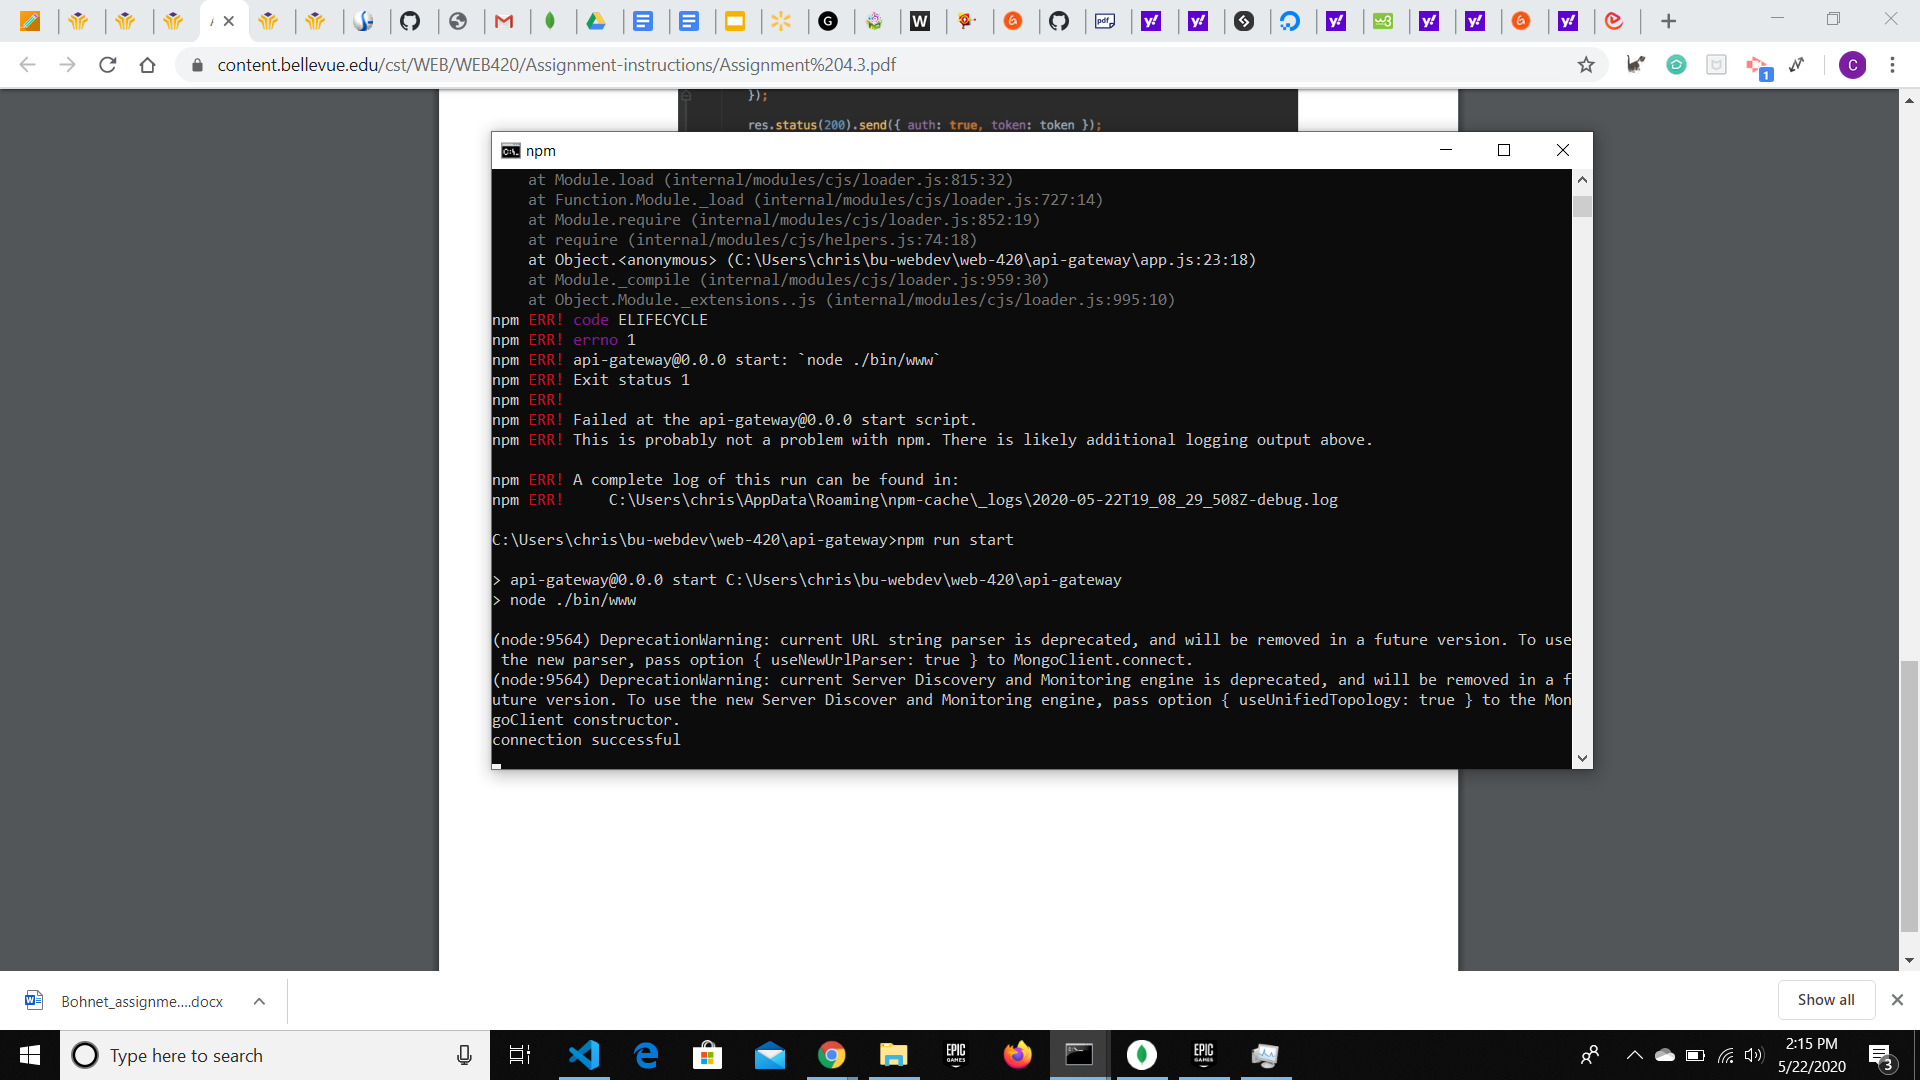 content.bellevue.edu/cst/WEB/WEB420/Assignment-instructions/Assignment%204.3.pdf
C
1
});
res.status(200).send({ auth: true, token: token });
npm
at Module.load (internal/modules/cjs/loader.js:815:32)
at Function.Module._load (internal/modules/cjs/loader.js:727:14)
at Module.require (internal/modules/cjs/loader.js:852:19)
at require (internal/modules/cjs/helpers.js:74:18)
at Object.<anonymous> (C:\Users\chris\bu-webdev\web-420\api-gateway\app.js:23:18)
at Module._compile (internal/modules/cjs/loader.js:959:30)
at Object.Module._extensions..js (internal/modules/cjs/loader.js:995:10)
npm ERR! code ELIFECYCLE
npm ERR! errno 1
npm ERR! api-gateway@0.0.0 start: `node ./bin/www`
npm ERR! Exit status 1
npm ERR!
npm ERR! Failed at the api-gateway@0.0.0 start script.
npm ERR! This is probably not a problem with npm. There is likely additional logging output above.
npm ERR! A complete log of this run can be found in:
npm ERR!     C:\Users\chris\AppData\Roaming\npm-cache\_logs\2020-05-22T19_08_29_508Z-debug.log
C:\Users\chris\bu-webdev\web-420\api-gateway>npm run start
> api-gateway@0.0.0 start C:\Users\chris\bu-webdev\web-420\api-gateway
> node ./bin/www
(node:9564) DeprecationWarning: current URL string parser is deprecated, and will be removed in a future version. To use
the new parser, pass option { useNewUrlParser: true } to MongoClient.connect.
(node:9564) DeprecationWarning: current Server Discovery and Monitoring engine is deprecated, and will be removed in a f
uture version. To use the new Server Discover and Monitoring engine, pass option { useUnifiedTopology: true } to the Mon
goClient constructor.
connection successful
Bohnet_assignme....docx
Show all
Type here to search
EPIC GAMES
EPIC GAMES
2:15 PM
5/22/2020
3